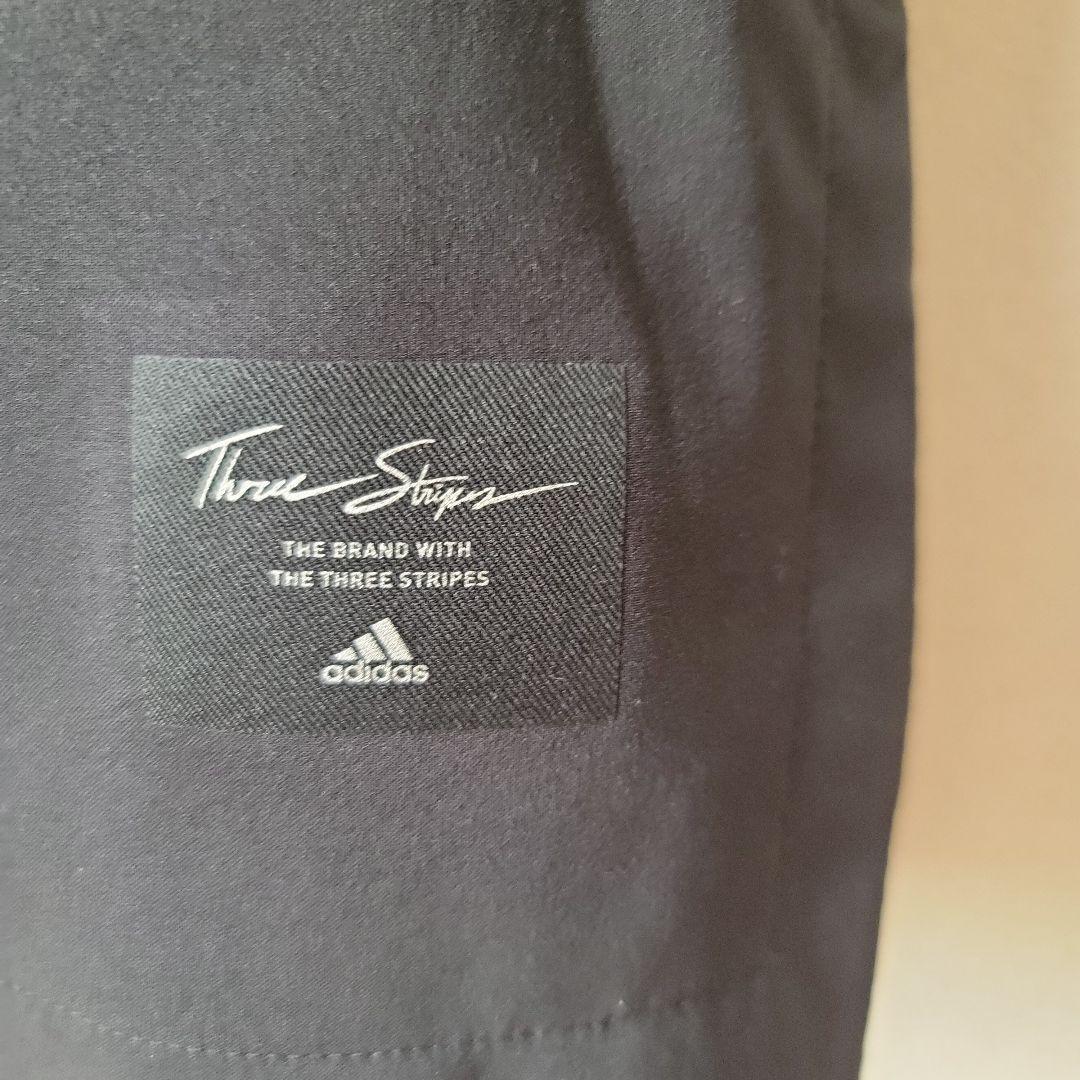 Three Stripes
THE BRAND WITH
THE THREE STRIPES
adidas